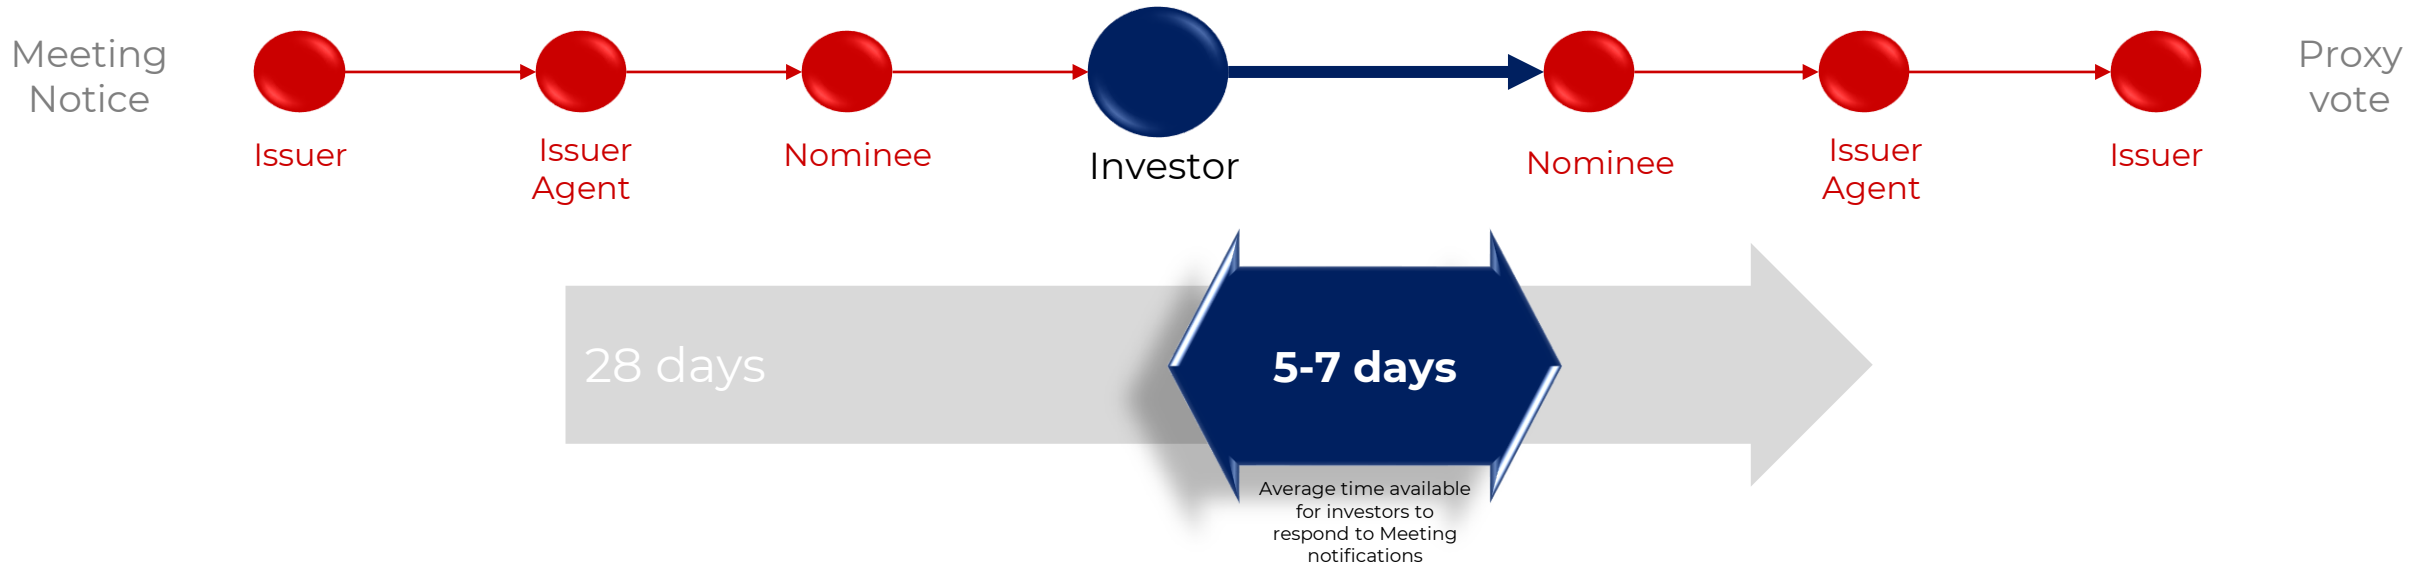 Meeting
Notice
Issuer
Issuer
Agent
Nominee
Investor
Nominee
Issuer
Agent
Issuer
Proxy
vote
28 days
5-7 days
Average time available
for investors to
respond to Meeting
notifications